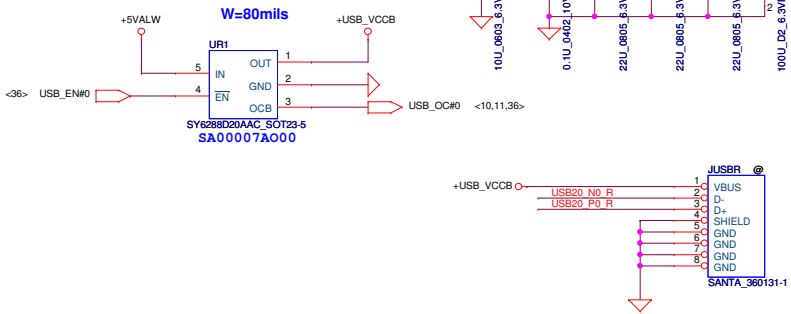 W=80mils
+5VALW
+USB_VCCB
UR1
5 IN
OUT 1
4 EN
GND 2
OCB 3
<36> USB_EN#0
USB_OC#0 <10,11,36>
SY6288D20AAC_SOT23-5
SA00007AO00
10U_0603_6.3V
0.1U_0402_10V
22U_0805_6.3V
22U_0805_6.3V
22U_0805_6.3V
100U_D2_6.3V
2
JUSBR @
+USB_VCCB
1 VBUS
USB20_N0_R 2 D-
USB20_P0_R 3 D+
4 SHIELD
5 GND
6 GND
7 GND
8 GND
SANTA_360131-1